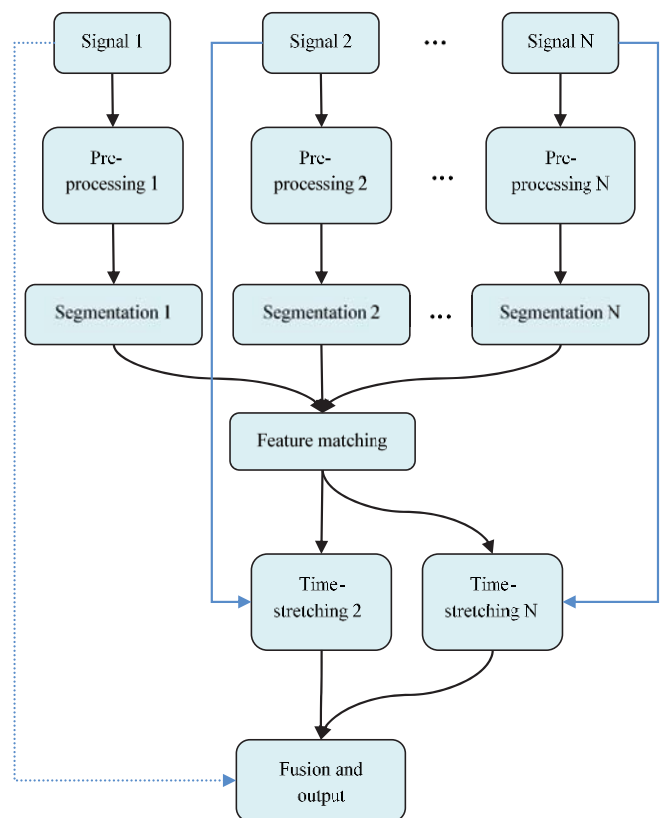 Signal 1
Signal 2
...
Signal N
Pre-
processing 1
Pre-
processing 2
...
Pre-
processing N
Segmentation 1
Segmentation 2
...
Segmentation N
Feature matching
Time-
stretching 2
Time-
stretching N
Fusion and
output